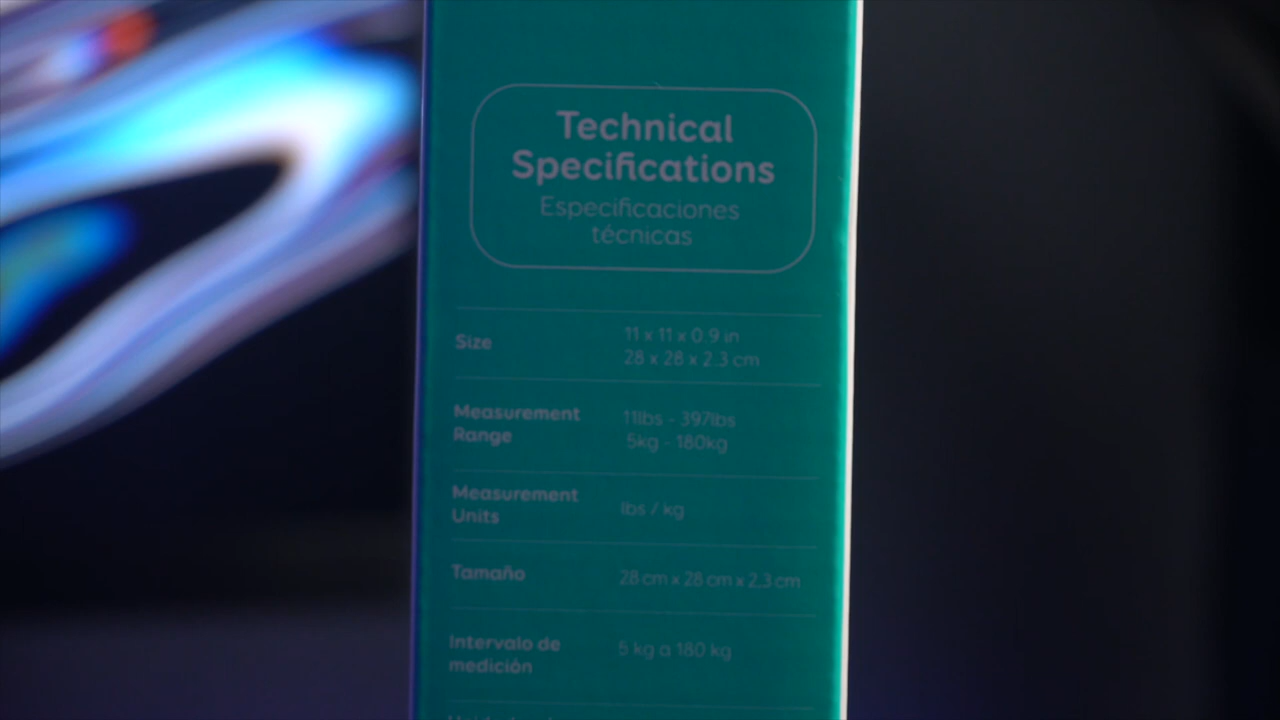 Technical
Specifications
Especificaciones
técnicas
Size
11 x 11 x 0.9 in
28 x 28 x 2.3 cm
Measurement
Range
11lbs - 397lbs
5kg - 180kg
Measurement
Units
lbs / kg
Tamaño
28 cm x 28 cm x 2,3 cm
Intervalo de
medición
5 kg a 180 kg